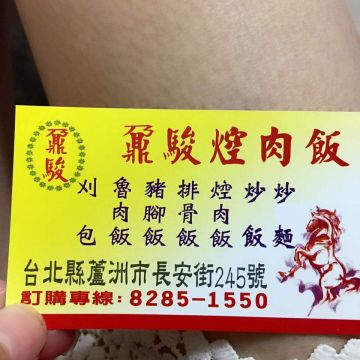 鼐駿
鼐駿焢肉飯
刈包
魯肉飯
豬腳飯
排骨飯
焢肉飯
炒飯
炒麵
台北縣蘆洲市長安街245號
訂購專線:8285-1550